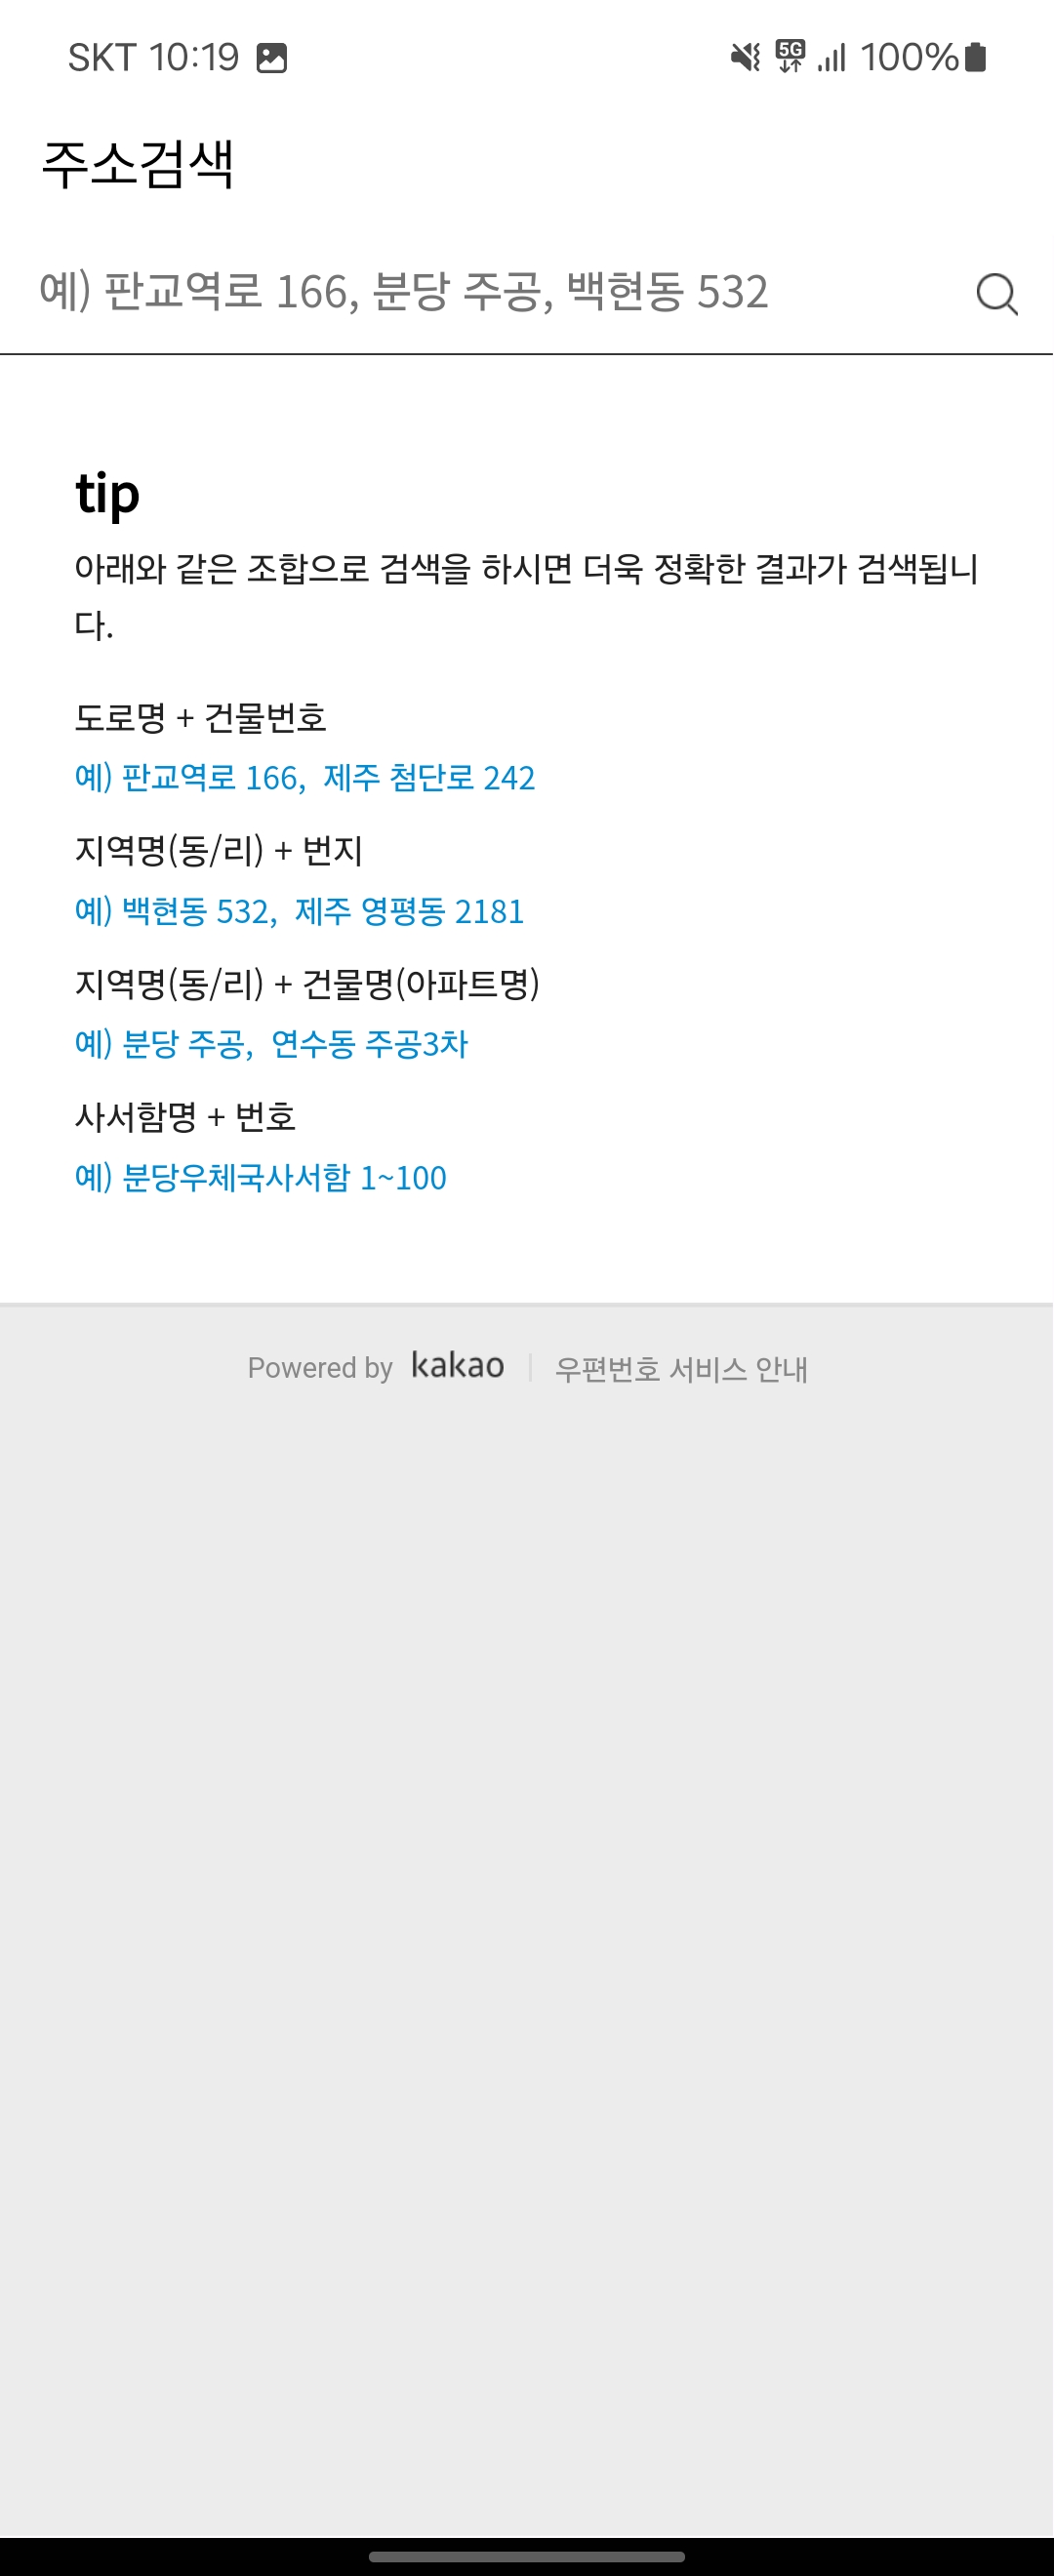 SKT 10:19
5G 100%
주소검색
예) 판교역로 166, 분당 주공, 백현동 532
tip
아래와 같은 조합으로 검색을 하시면 더욱 정확한 결과가 검색됩니
다.
도로명 + 건물번호
예) 판교역로 166, 제주 첨단로 242
지역명(동/리) + 번지
예) 백현동 532, 제주 영평동 2181
지역명(동/리) + 건물명(아파트명)
예) 분당 주공, 연수동 주공3차
사서함명 + 번호
예) 분당우체국사서함 1~100
Powered by kakao 우편번호 서비스 안내